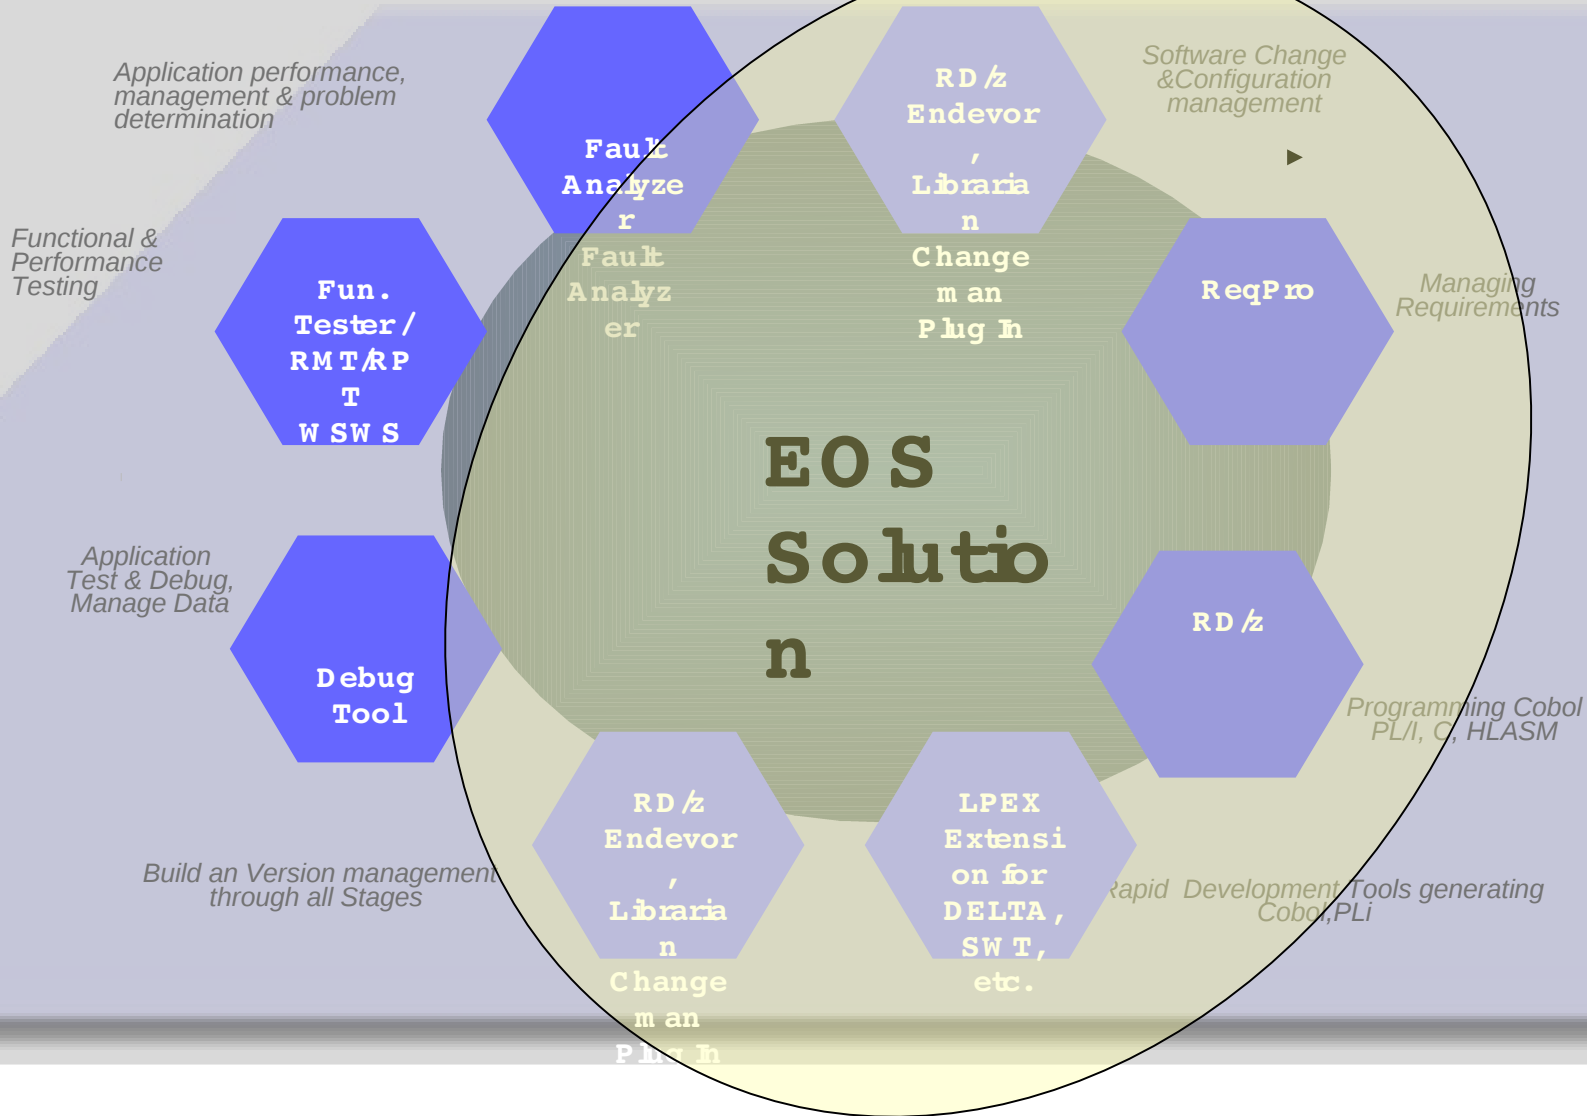 Application performance,
management & problem
determination
Fault
Analyze
r
Fault
Analyz
er
RD/z
Endevor
,
Libraria
n
Change
man
PlugIn
Software Change
&Configuration
management
Functional &
Performance
Testing
Fun.
Tester/
RMT/RP
T
WSWS
ReqPro
Managing
Requirements
EOS
Solutio
n
Application
Test & Debug,
Manage Data
Debug
Tool
RD/z
Programming Cobol
PL/I, C, HLASM
Build an Version management
through all Stages
RD/z
Endevor
,
Libraria
n
Change
man
PlugIn
LPEX
Extensi
on for
DELTA,
SWT,
etc.
Rapid  Development Tools generating
Cobol,PLi